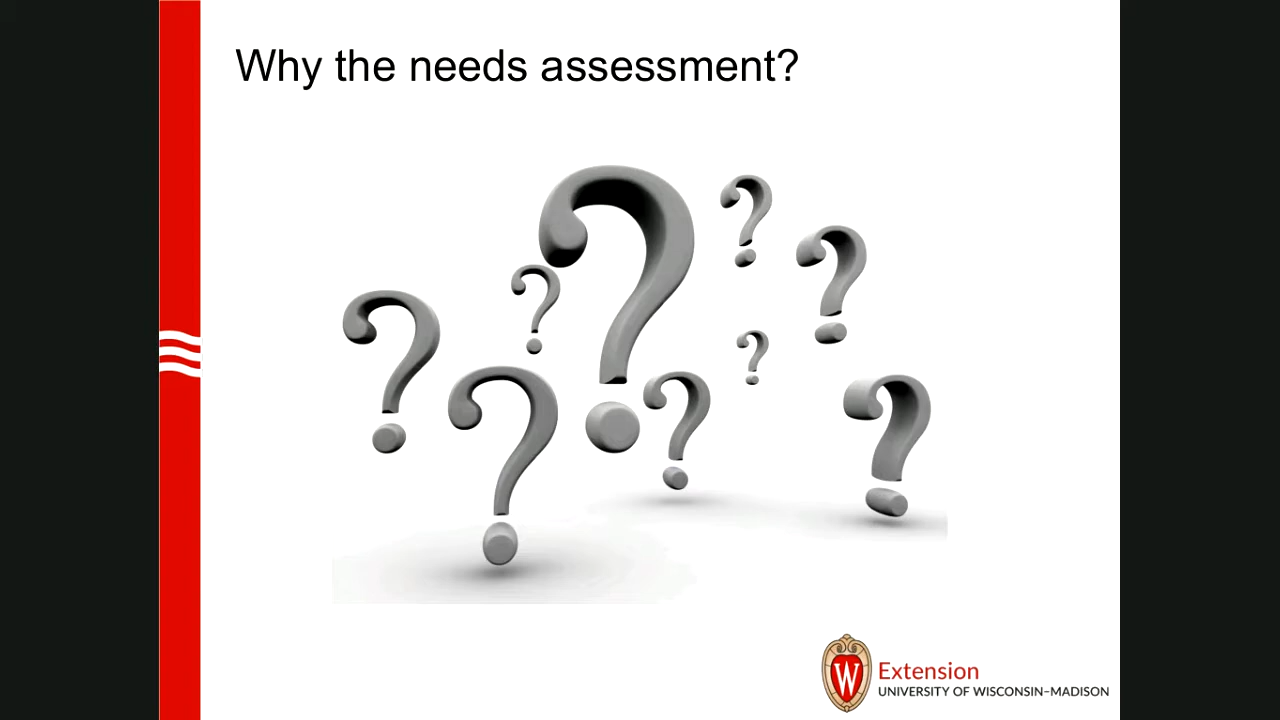 Why the needs assessment?
W
Extension
UNIVERSITY OF WISCONSIN–MADISON